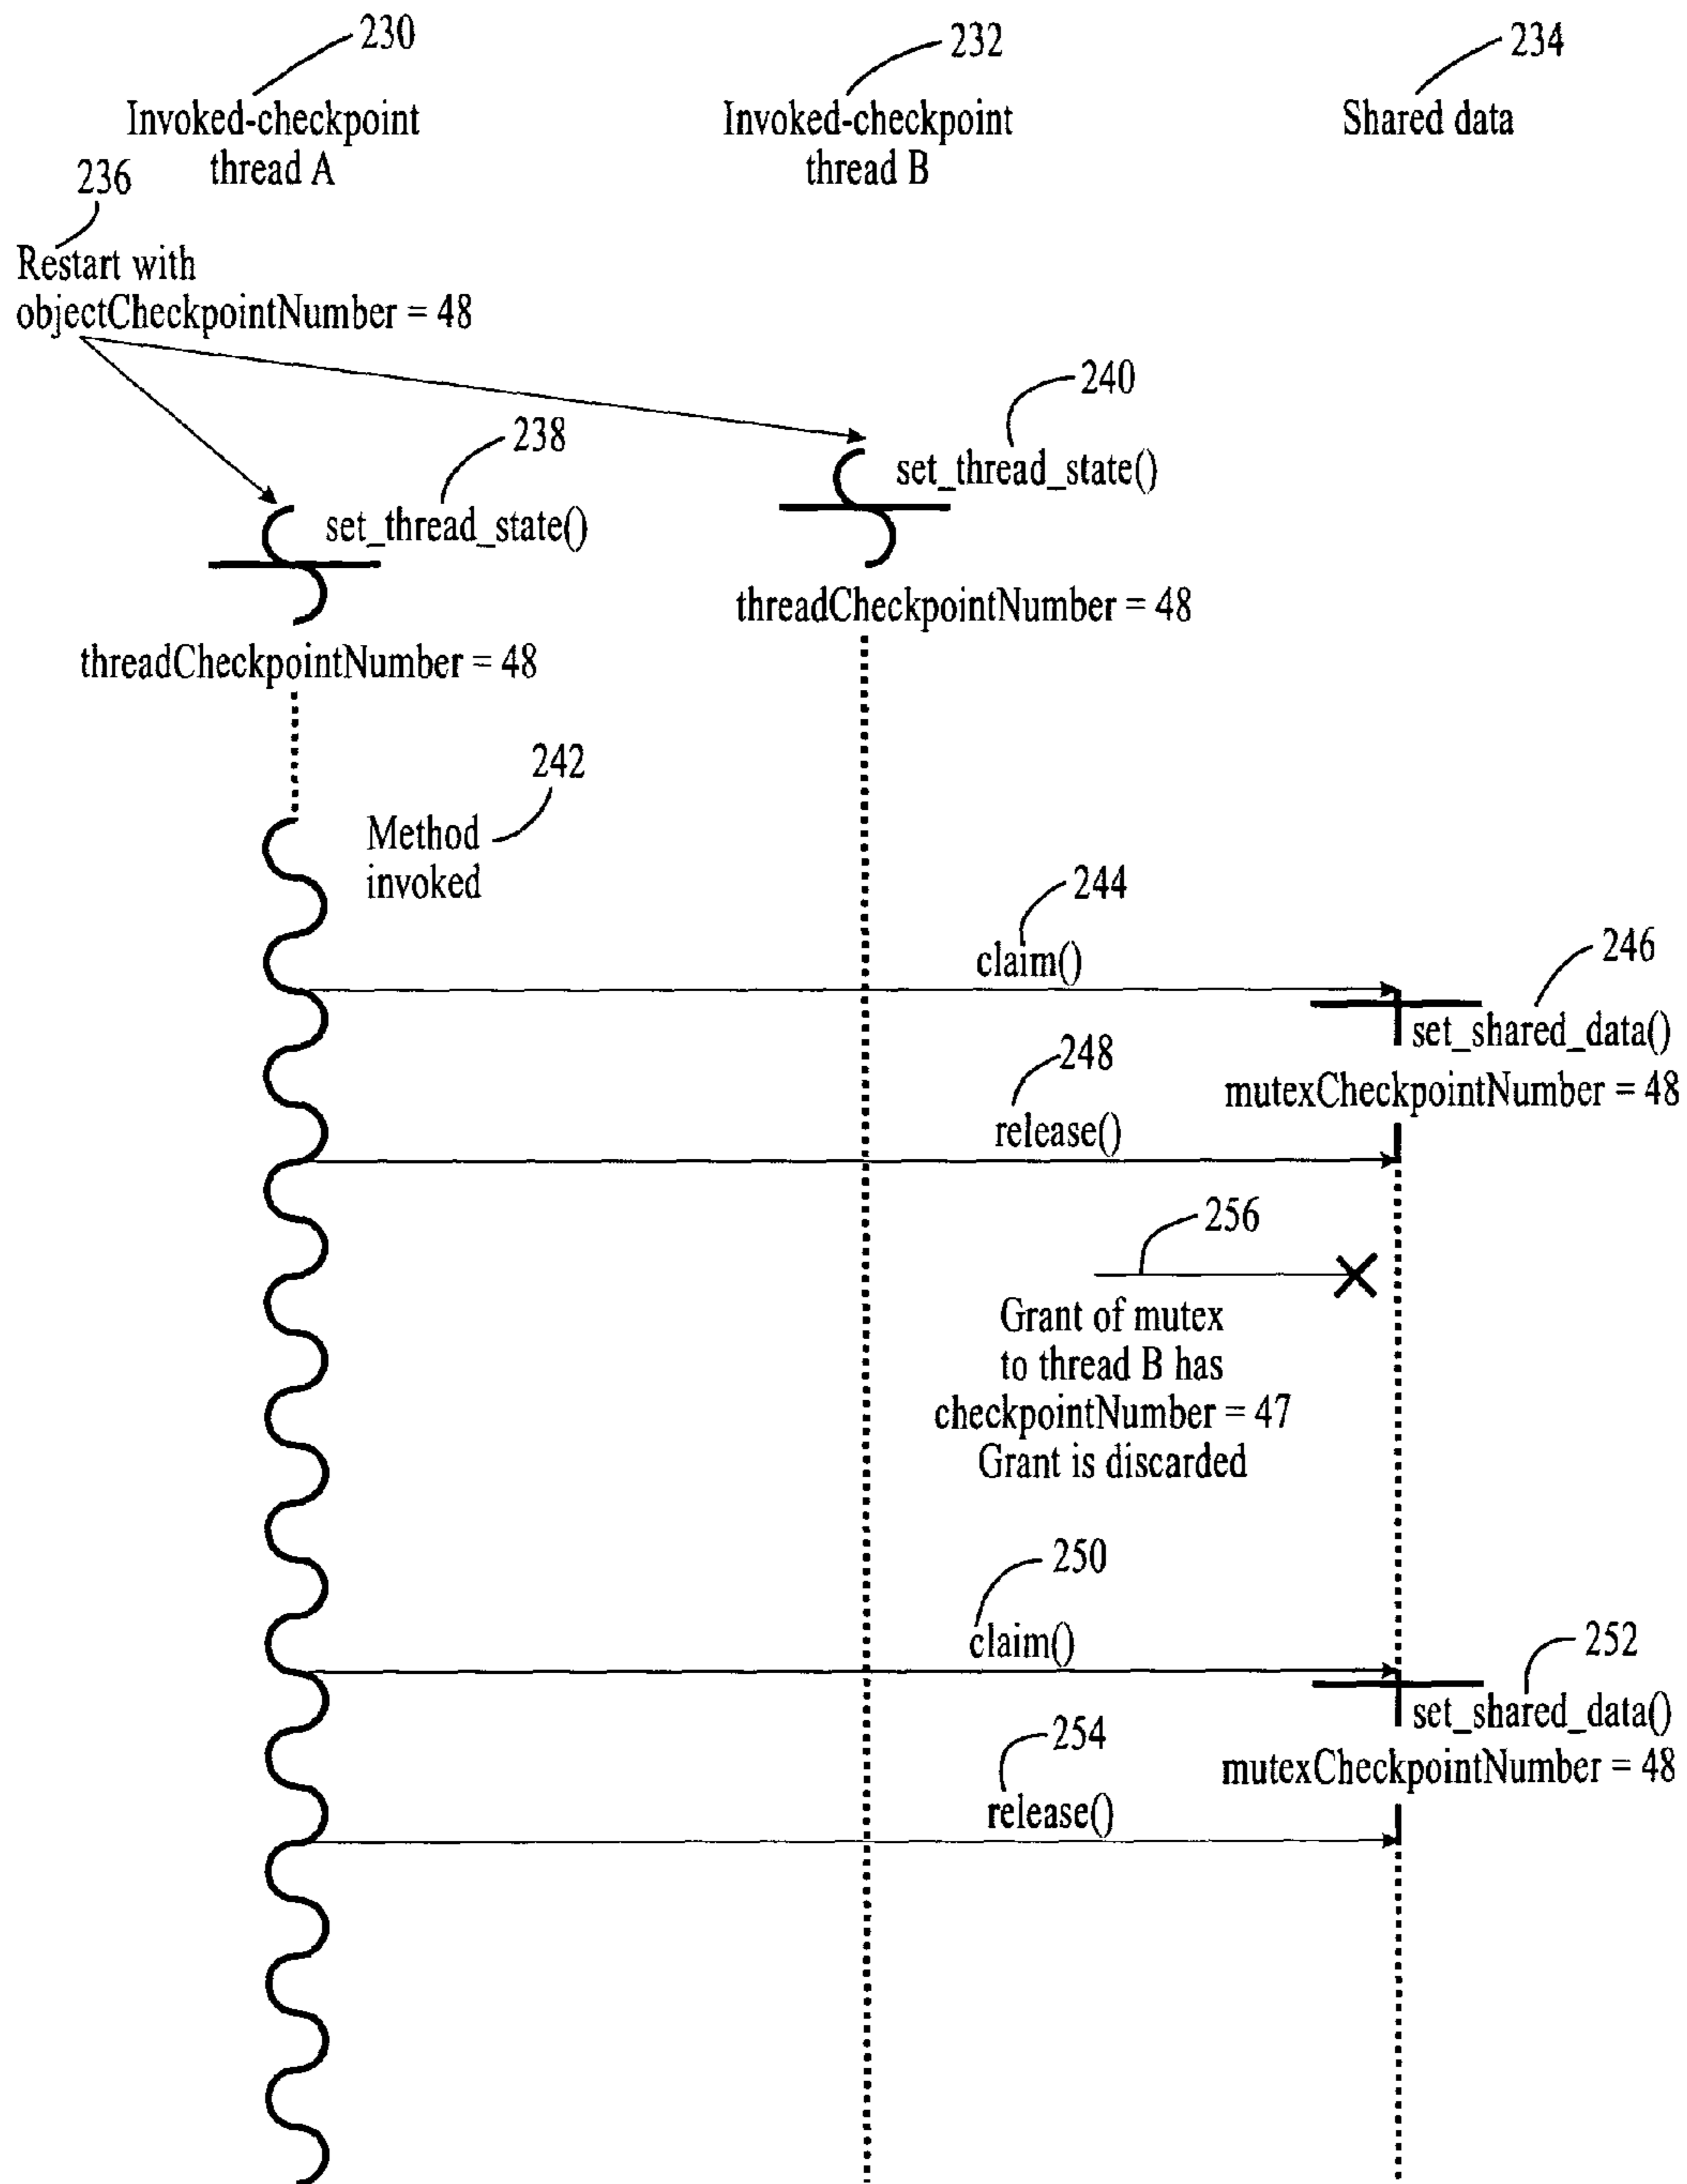 230
232
234
Invoked-checkpoint
thread A
Invoked-checkpoint
thread B
Shared data
236
Restart with
objectCheckpointNumber = 48
240
set_thread_state()
238
set_thread_state()
threadCheckpointNumber = 48
threadCheckpointNumber = 48
242
Method
invoked
244
claim()
246
set_shared_data()
mutexCheckpointNumber = 48
248
release()
256
Grant of mutex
to thread B has
checkpointNumber = 47
Grant is discarded
250
claim()
252
set_shared_data()
mutexCheckpointNumber = 48
254
release()